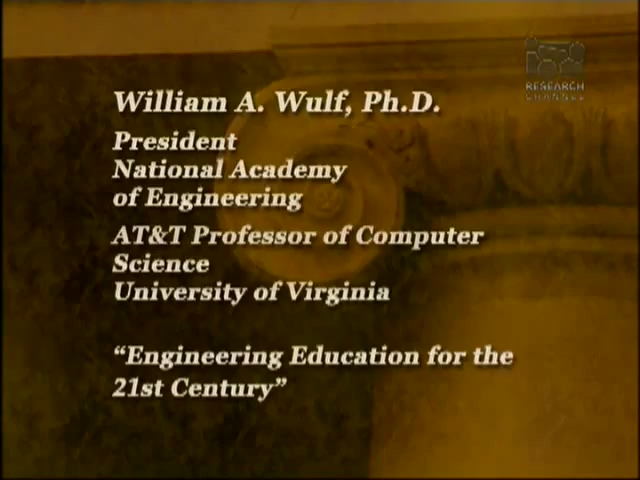 RESEARCH
CHANNEL
William A. Wulf, Ph.D.
President
National Academy
of Engineering
AT&T Professor of Computer
Science
University of Virginia
“Engineering Education for the
21st Century”